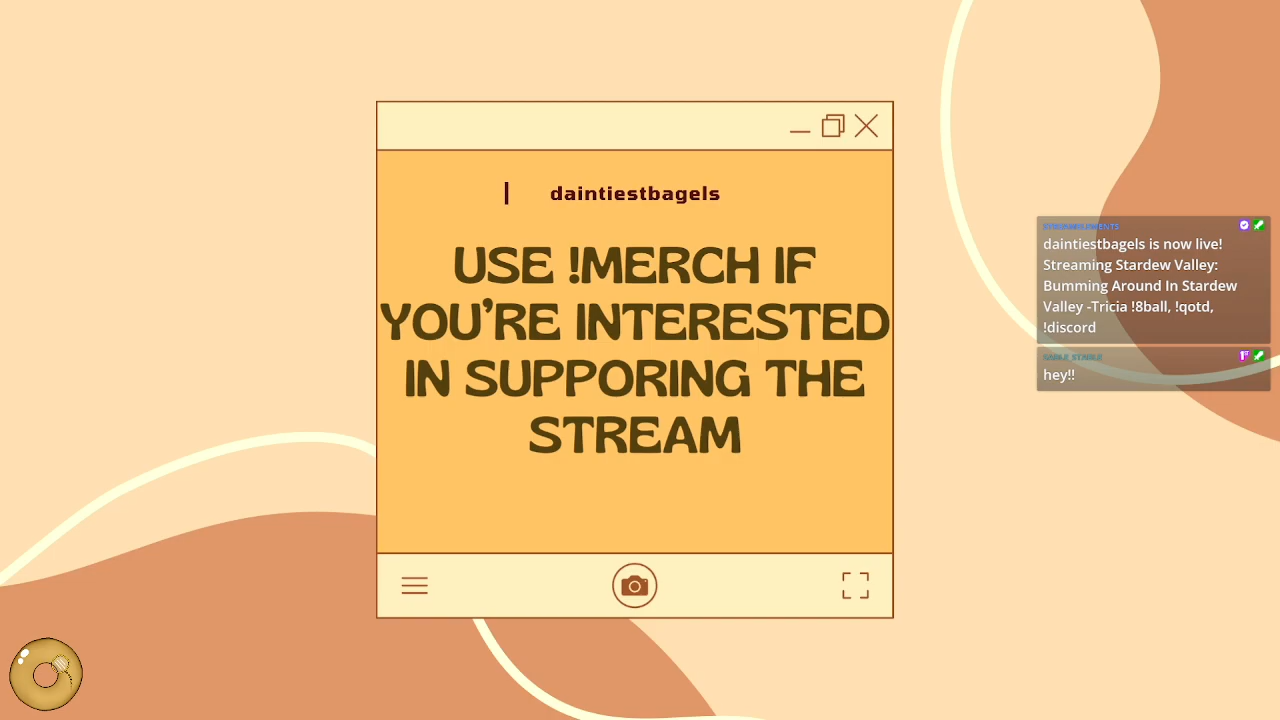 daintiestbagels
USE !MERCH IF
YOU'RE INTERESTED
IN SUPPORING THE
STREAM
daintiestbagels is now live!
Streaming Stardew Valley:
Bumming Around In Stardew
Valley -Tricia !8ball, !qotd,
!discord
hey!!